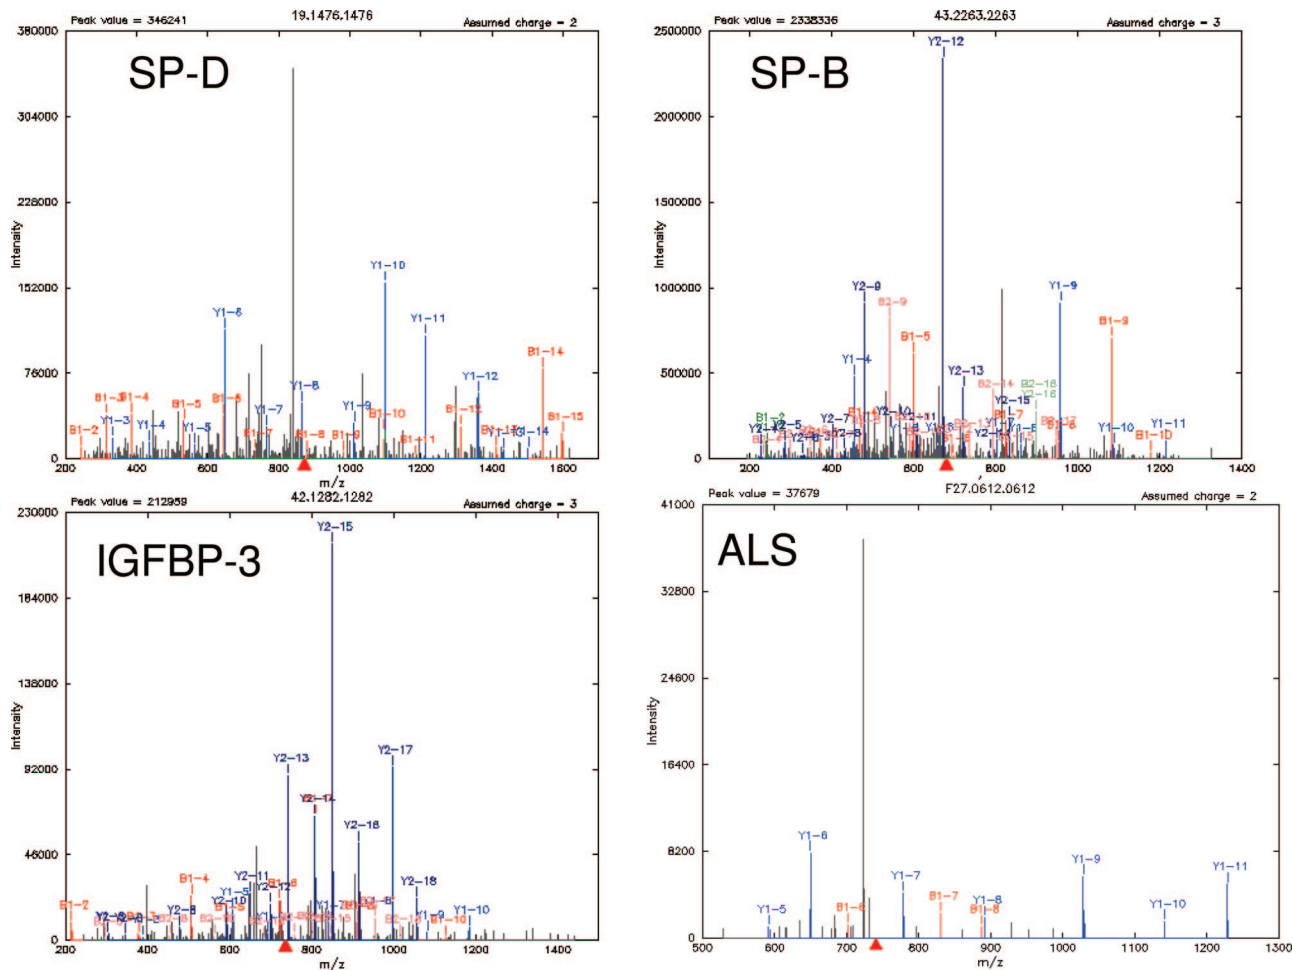 Peak value = 346241 19.1476.1476 Assumed charge = 2
380000
SP-D
304000
228000
Intensity
152000
Y1-10
Y1-6
Y1-11
76000
Y1-8
Y1-12
B1-14
B1-3 B1-4 B1-5 B1-6 Y1-7 Y1-9 B1-10 B1-12 B1-15
B1-2 Y1-3 Y1-4 Y1-5 B1-7 B1-8 B1-9 B1-11 Y1-14
0
200 400 600 800 1000 1200 1400 1600
m/z
Peak value = 2338336 43.2263.2263 Assumed charge = 3
2500000
Y2-12
SP-B
2000000
1500000
Intensity
1000000
Y2-9 B2-9 Y1-9
B1-5 B1-9
Y1-4
500000
Y2-13 B2-14 B2-16
Y2-15 Y2-16
B1-2 Y2-7 Y2-10 Y2-11 B1-7 Y1-11
Y2-5 Y2-8 Y1-10
B1-10
0
200 400 600 800 1000 1200 1400
Peak value = 212959 42.1282.1282 Assumed charge = 3
230000
Y2-15
IGFBP-3
184000
138000
Intensity
92000
Y2-13 Y2-17
Y2-14
Y2-16
46000
B1-4 Y2-11 B1-6 Y2-18
Y1-5 Y2-12
B1-2 Y2-8 Y2-10 B1-5 Y1-9 Y1-10
B1-10
0
200 400 600 800 1000 1200 1400
m/z
Peak value = 37679 F27.0612.0612 Assumed charge = 2
41000
ALS
32800
24600
Intensity
16400
8200
Y1-6
Y1-9
Y1-11
Y1-7
B1-7 Y1-8
Y1-5 B1-6 B1-8 Y1-10
0
500 600 700 800 900 1000 1100 1200 1300
m/z